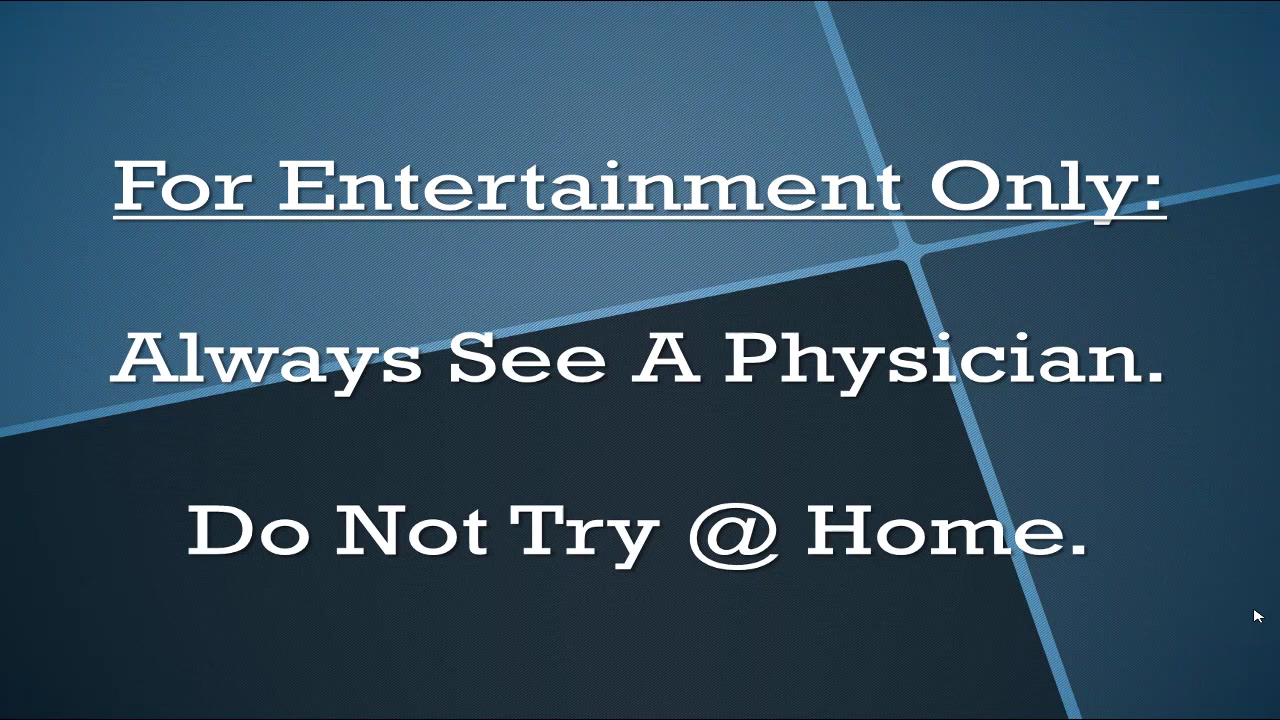 For Entertainment Only:
Always See A Physician.
Do Not Try @ Home.